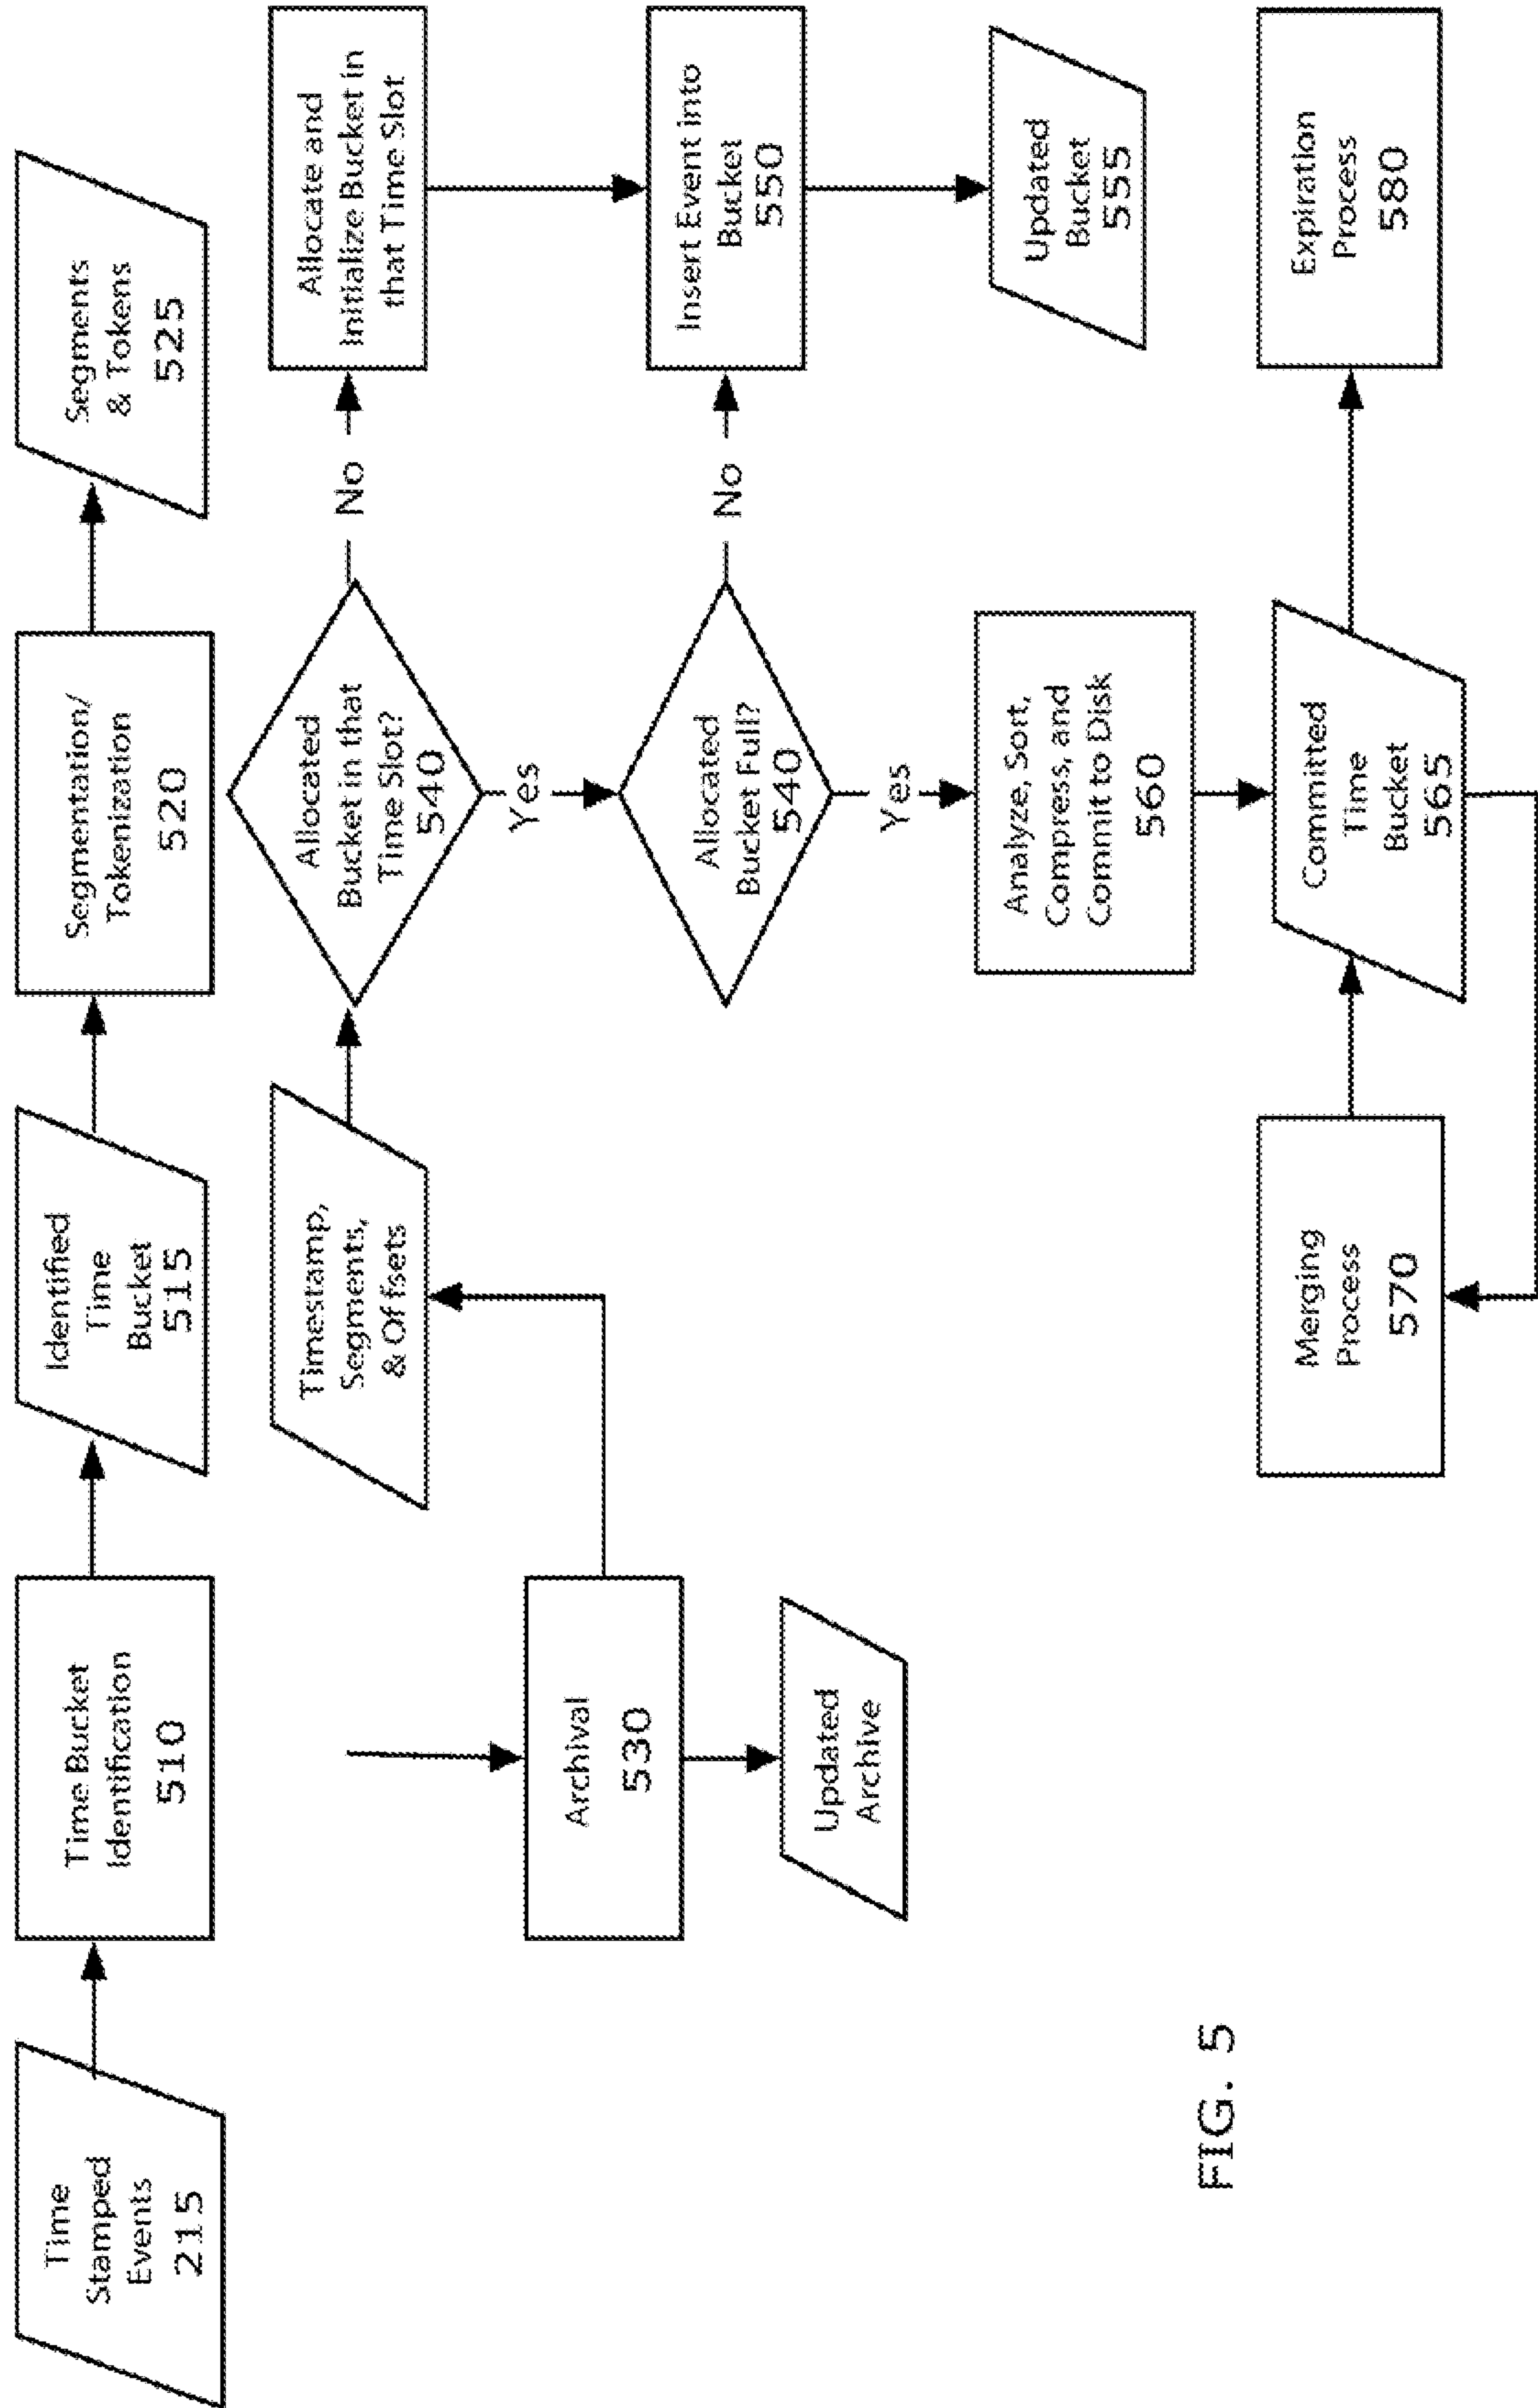 Time
Stamped
Events
215
Time Bucket
Identification
510
Identified
Time
Bucket
515
Segmentation/
Tokenization
520
Segments
& Tokens
525
Timestamp,
Segments,
& Offsets
Allocated
Bucket in that
Time Slot?
540
No
Allocate and
Initialize Bucket in
that Time Slot
Yes
Archival
530
Allocated
Bucket Full?
540
No
Insert Event into
Bucket
550
Updated
Archive
Yes
Analyze, Sort,
Compress, and
Commit to Disk
560
Updated
Bucket
555
Merging
Process
570
Committed
Time
Bucket
565
Expiration
Process
580
FIG. 5